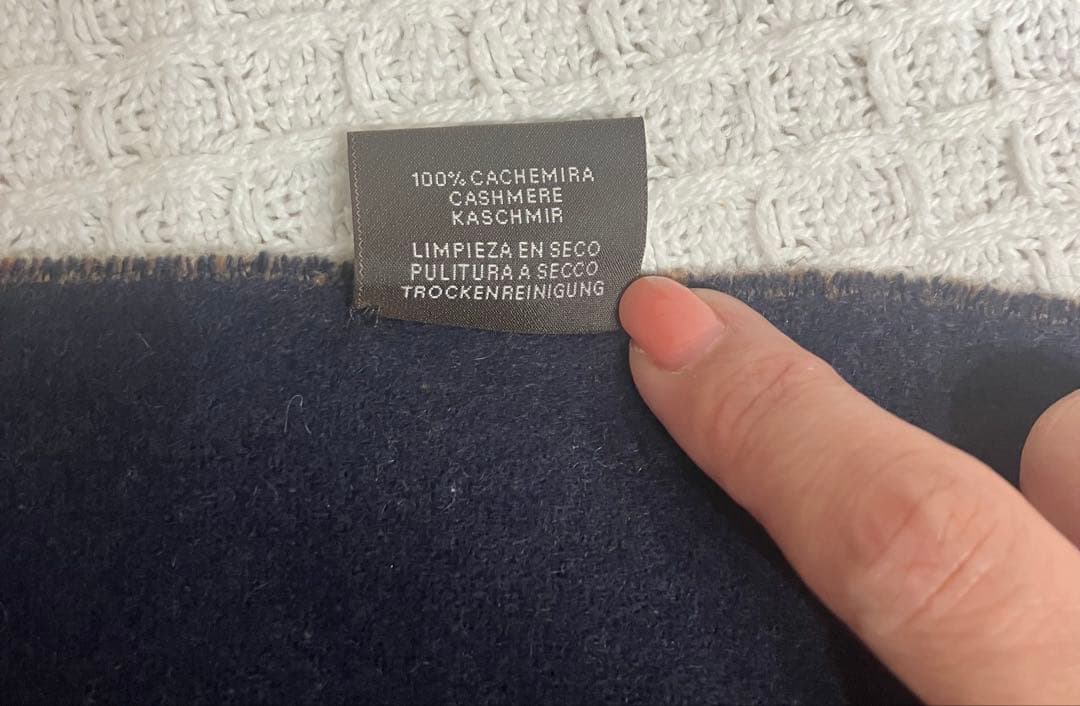 100% CACHEMIRA
CASHMERE
KASCHMIR
LIMPIEZA EN SECO
PULITURA A SECCO
TROCKENREINIGUNG